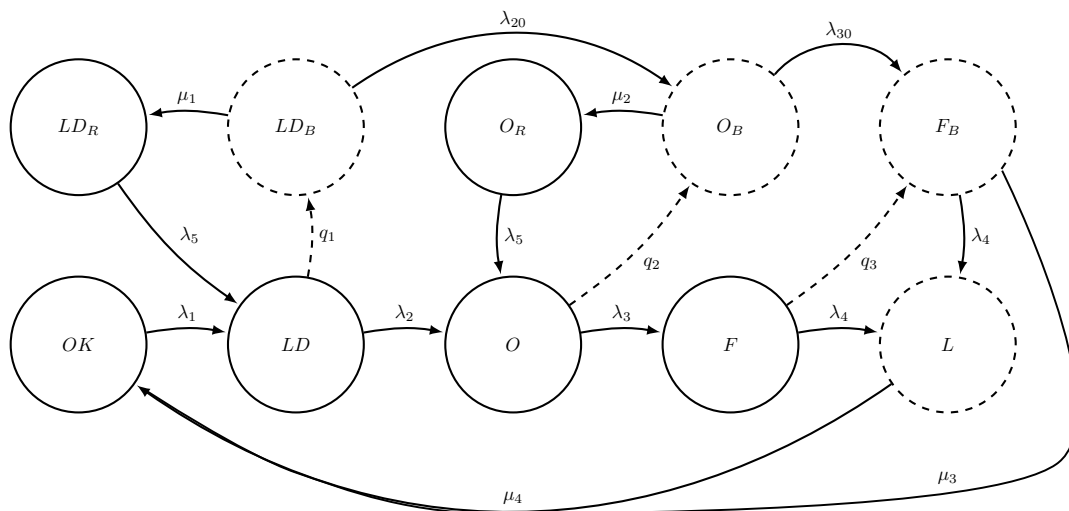 λ₂₀
λ₃₀
μ₁
μ₂
LD_R
LD_B
O_R
O_B
F_B
λ₅
q₁
λ₅
q₂
q₃
λ₄
λ₁
λ₂
λ₃
λ₄
OK
LD
O
F
L
μ₃
μ₄